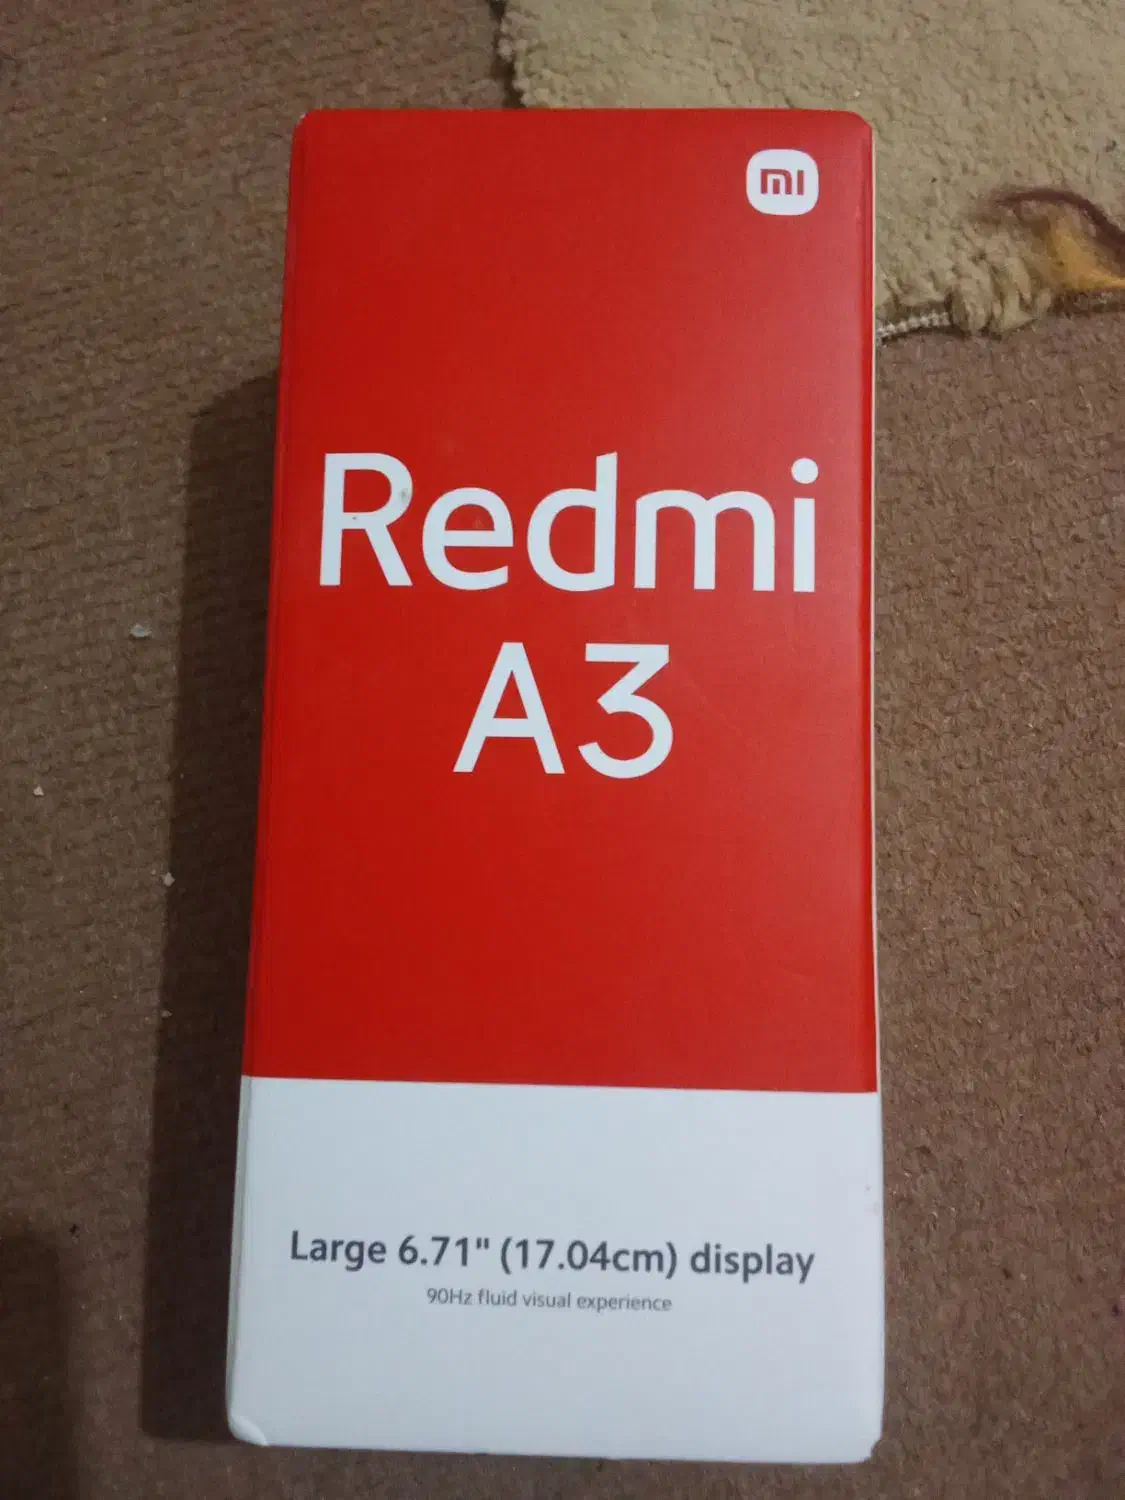 mi
Redmi
A3
Large 6.71" (17.04cm) display
90Hz fluid visual experience